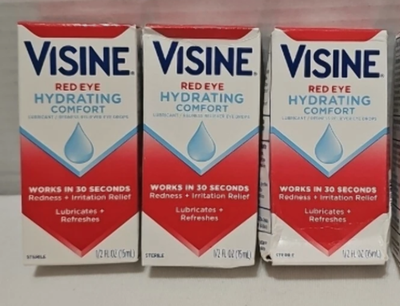 VISINE
RED EYE
HYDRATING
COMFORT
WORKS IN 30 SECONDS
Redness + Irritation Relief
Lubricates +
Refreshes
STERILE
1/2 FL OZ (15mL)
VISINE
RED EYE
HYDRATING
COMFORT
WORKS IN 30 SECONDS
Redness + Irritation Relief
Lubricates +
Refreshes
STERILE
1/2 FL OZ (15mL)
VISINE
RED EYE
HYDRATING
COMFORT
WORKS IN 30 SECONDS
Redness + Irritation Relief
Lubricates +
Refreshes
STERILE
1/2 FL OZ (15mL)